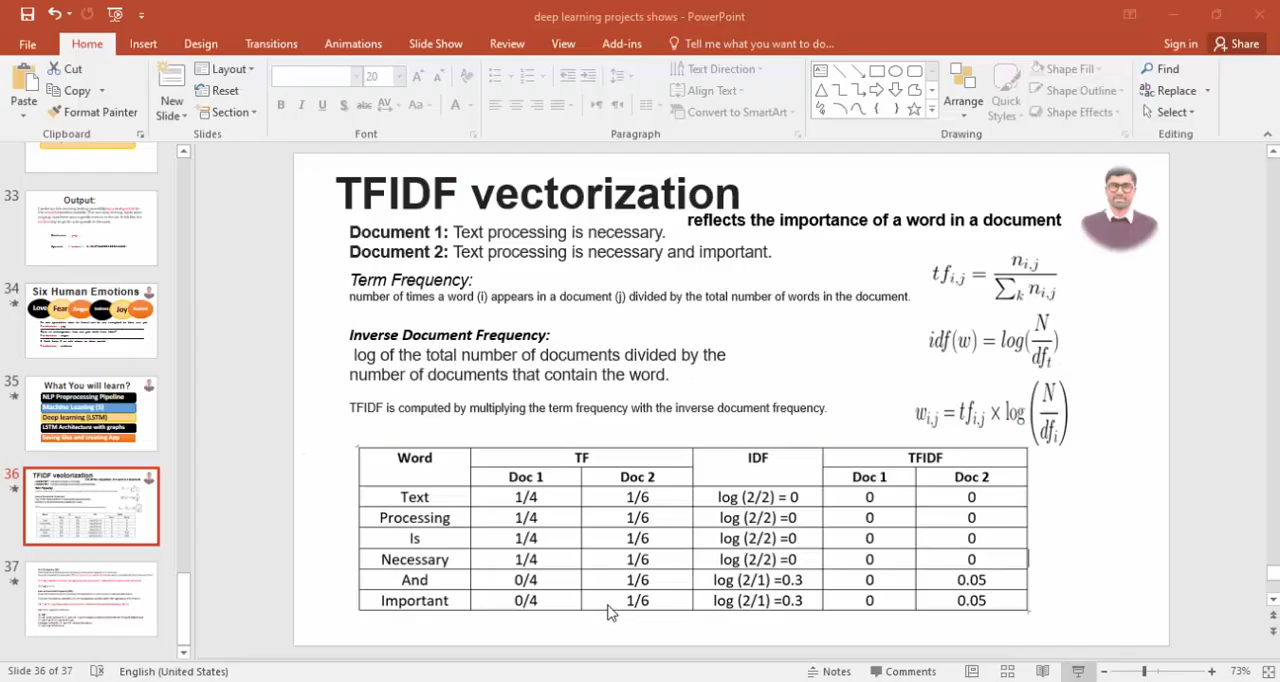 deep learning projects shows - PowerPoint
File Home Insert Design Transitions Animations Slide Show Review View Add-ins Tell me what you want to do... Sign in Share
Paste Cut Copy Format Painter
Clipboard
New Slide Layout Reset Section
Slides
20
B I U S abc AV Aa A
Font
Text Direction Align Text Convert to SmartArt
Paragraph
Arrange Quick Styles Shape Fill Shape Outline Shape Effects
Drawing
Find Replace Select
Editing
33
Output:
34
Six Human Emotions
Love Fear Joy
35
What You will learn?
NLP Preprocessing Pipeline
Machine Leaning (5)
Deep learning (LSTM)
LSTM Architecture with graphs
Saving files and creating App
36
TFIDF vectorization
37
TFIDF vectorization
reflects the importance of a word in a document
Document 1: Text processing is necessary.
Document 2: Text processing is necessary and important.
Term Frequency:
number of times a word (i) appears in a document (j) divided by the total number of words in the document.
tf_{i,j} = n_{i,j} / Σ_k n_{i,j}
Inverse Document Frequency:
log of the total number of documents divided by the
number of documents that contain the word.
idf(w) = log(N/df_t)
TFIDF is computed by multiplying the term frequency with the inverse document frequency.
w_{i,j} = tf_{i,j} × log(N/df_i)
Word TF IDF TFIDF
Doc 1 Doc 2 Doc 1 Doc 2
Text 1/4 1/6 log (2/2) = 0 0 0
Processing 1/4 1/6 log (2/2) =0 0 0
Is 1/4 1/6 log (2/2) =0 0 0
Necessary 1/4 1/6 log (2/2) =0 0 0
And 0/4 1/6 log (2/1) =0.3 0 0.05
Important 0/4 1/6 log (2/1) =0.3 0 0.05
Slide 36 of 37 English (United States) Notes Comments 73%